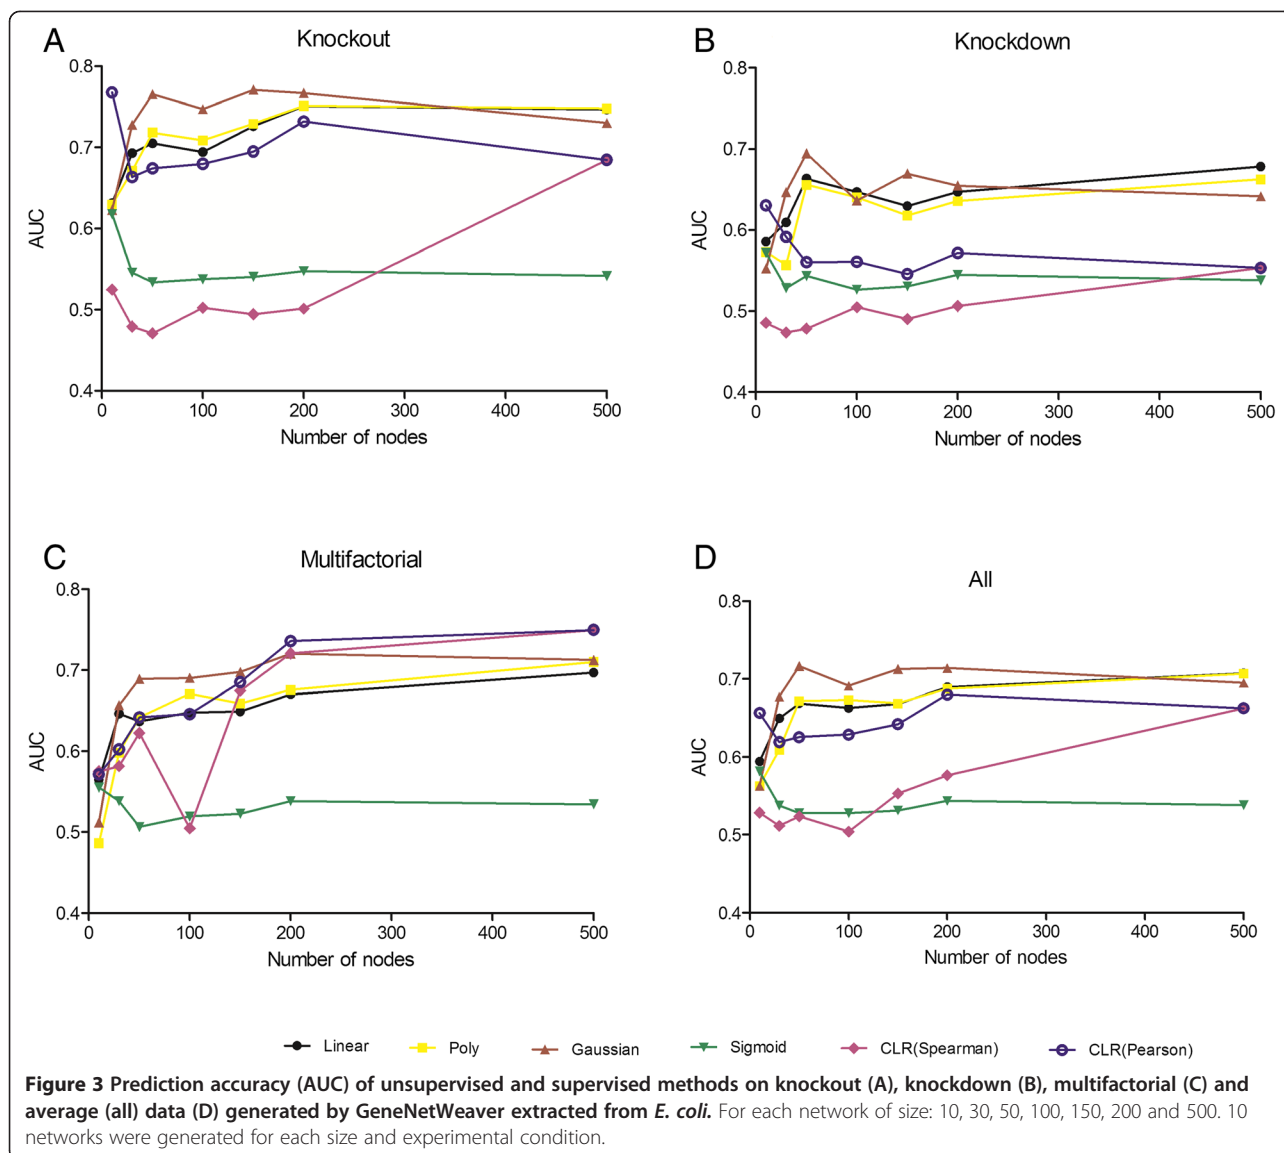 A
Knockout
0.8
0.7
0.6
0.5
0.4
AUC
0
100
200
300
400
500
Number of nodes
B
Knockdown
0.8
0.7
0.6
0.5
0.4
AUC
0
100
200
300
400
500
Number of nodes
C
Multifactorial
0.8
0.7
0.6
0.5
0.4
AUC
0
100
200
300
400
500
Number of nodes
D
All
0.8
0.7
0.6
0.5
0.4
AUC
0
100
200
300
400
500
Number of nodes
Linear
Poly
Gaussian
Sigmoid
CLR(Spearman)
CLR(Pearson)
Figure 3 Prediction accuracy (AUC) of unsupervised and supervised methods on knockout (A), knockdown (B), multifactorial (C) and
average (all) data (D) generated by GeneNetWeaver extracted from E. coli. For each network of size: 10, 30, 50, 100, 150, 200 and 500. 10
networks were generated for each size and experimental condition.